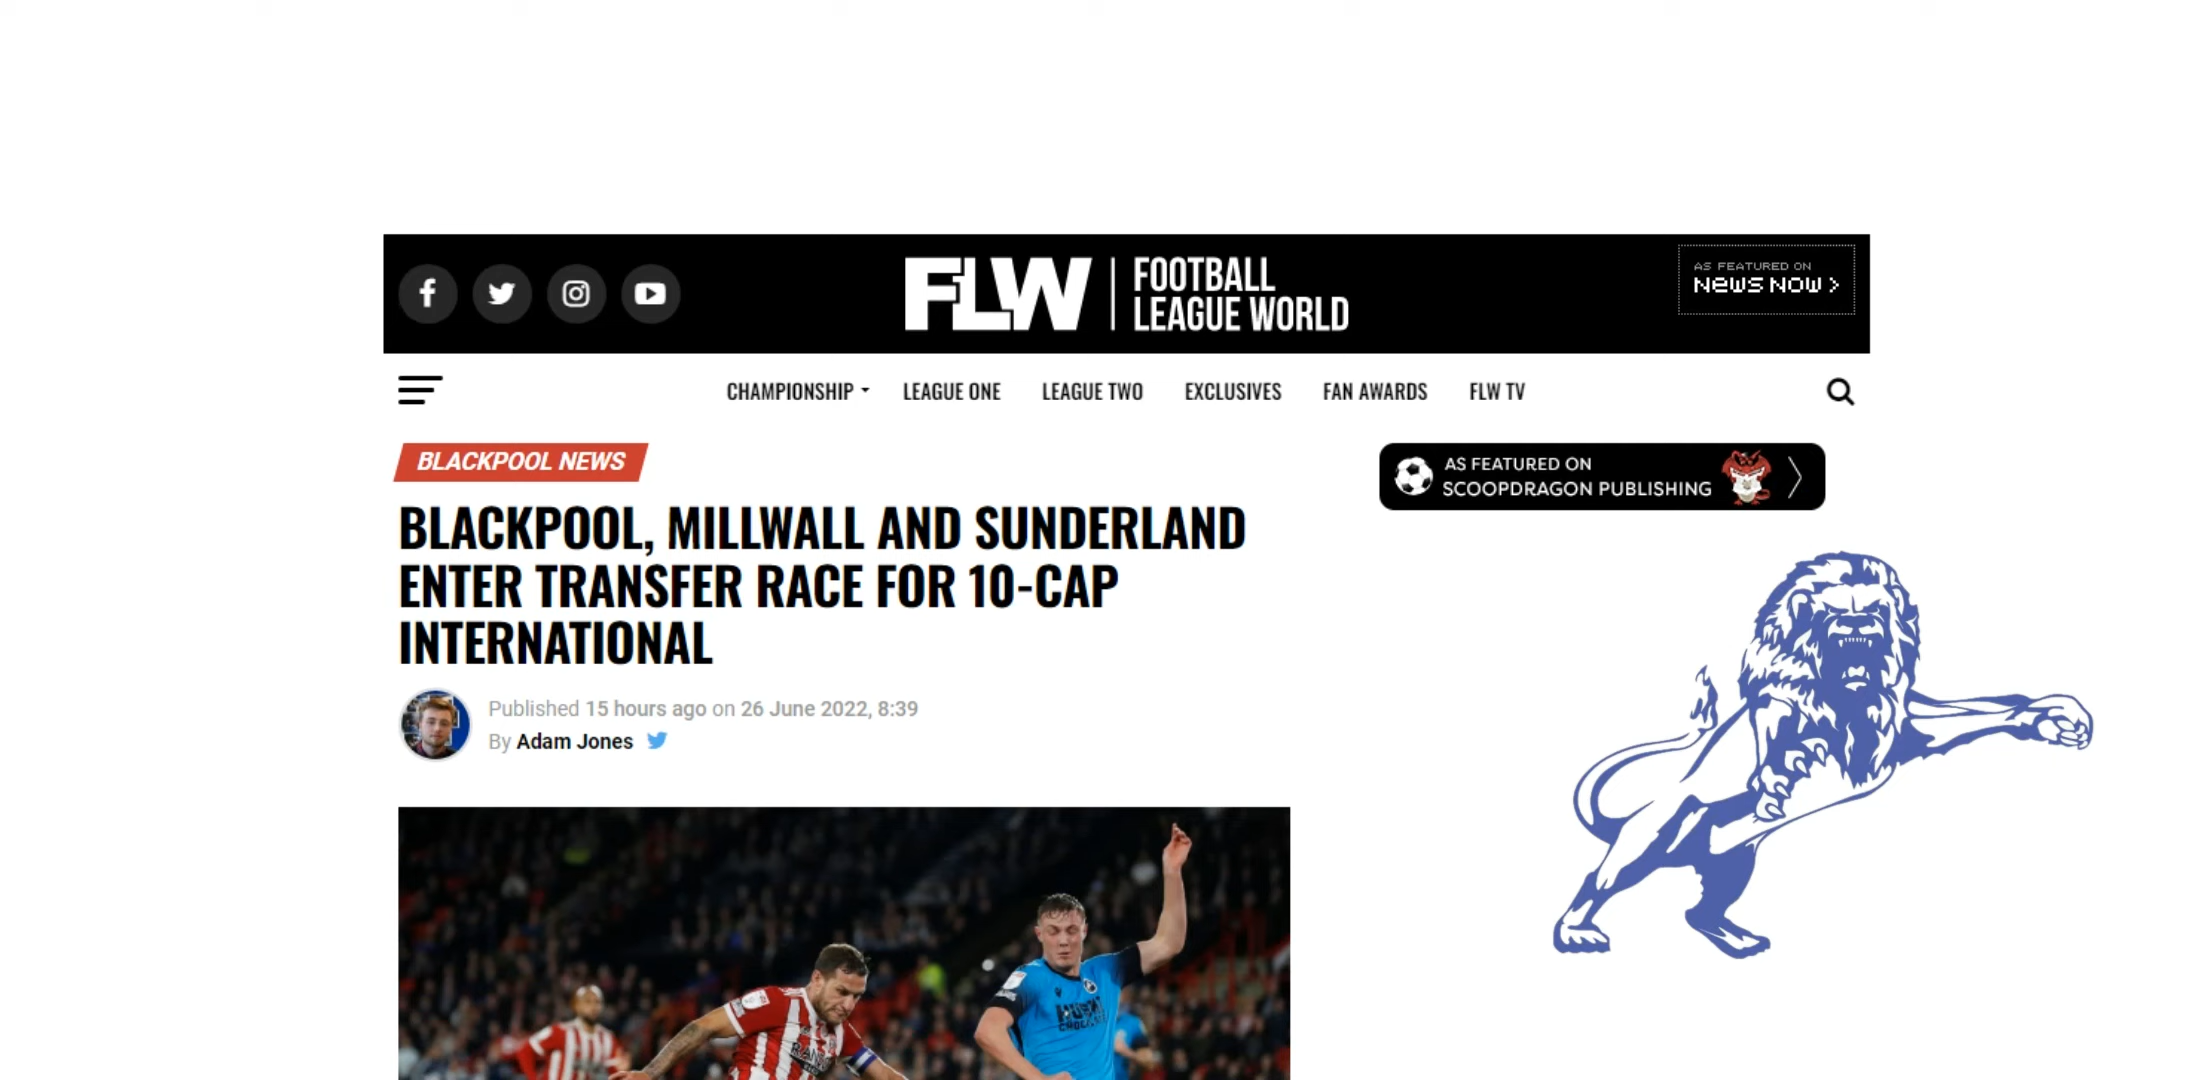 FLW FOOTBALL
LEAGUE WORLD
AS FEATURED ON
NEWS NOW >
CHAMPIONSHIP LEAGUE ONE LEAGUE TWO EXCLUSIVES FAN AWARDS FLW TV
BLACKPOOL NEWS
AS FEATURED ON
SCOOPDRAGON PUBLISHING
BLACKPOOL, MILLWALL AND SUNDERLAND
ENTER TRANSFER RACE FOR 10-CAP
INTERNATIONAL
Published 15 hours ago on 26 June 2022, 8:39
By Adam Jones